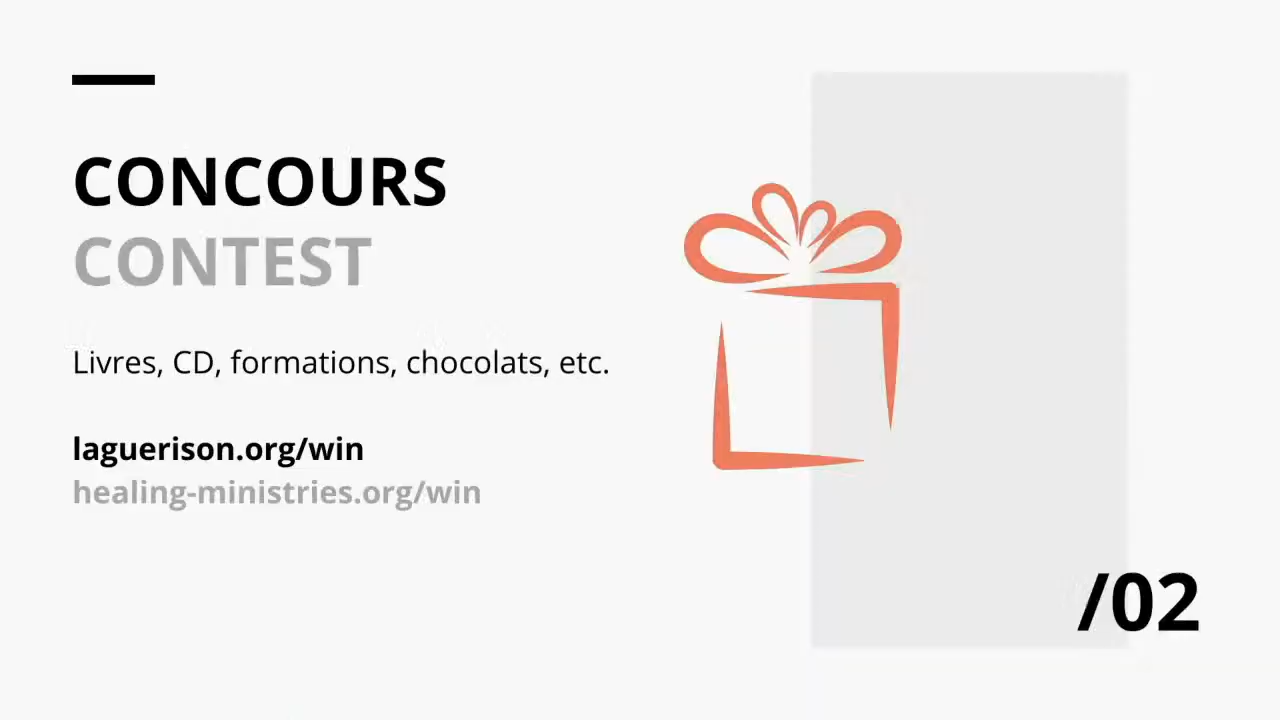 CONCOURS
CONTEST
Livres, CD, formations, chocolats, etc.
laguerison.org/win
healing-ministries.org/win
/02